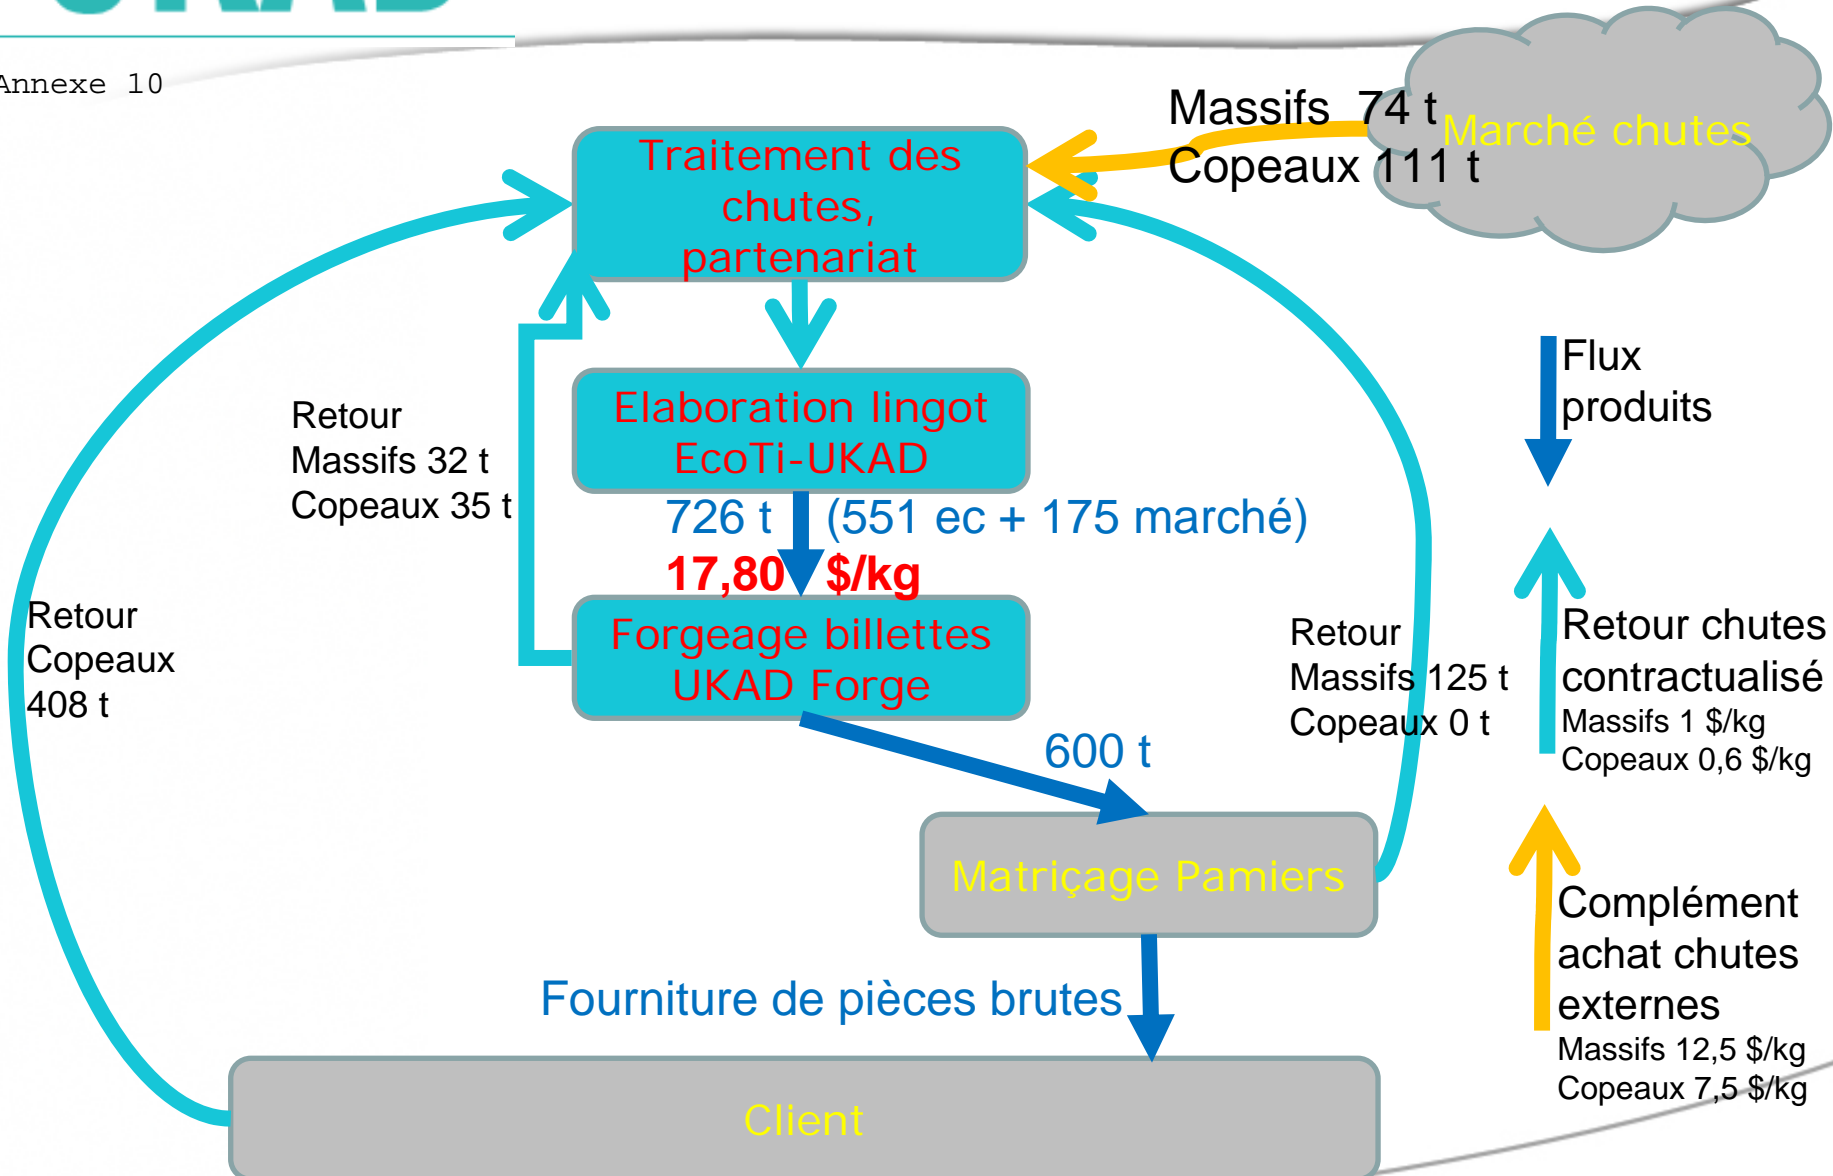 UKAD
Annexe 10
Massifs 74 t
Copeaux 111 t
Marché chutes
Traitement des
chutes,
partenariat
Elaboration lingot
EcoTi-UKAD
Retour
Massifs 32 t
Copeaux 35 t
726 t (551 ec + 175 marché)
17,80 $/kg
Forgeage billettes
UKAD Forge
Retour
Copeaux
408 t
Retour
Massifs 125 t
Copeaux 0 t
600 t
Matriçage Pamiers
Fourniture de pièces brutes
Client
Flux
produits
Retour chutes
contractualisé
Massifs 1 $/kg
Copeaux 0,6 $/kg
Complément
achat chutes
externes
Massifs 12,5 $/kg
Copeaux 7,5 $/kg